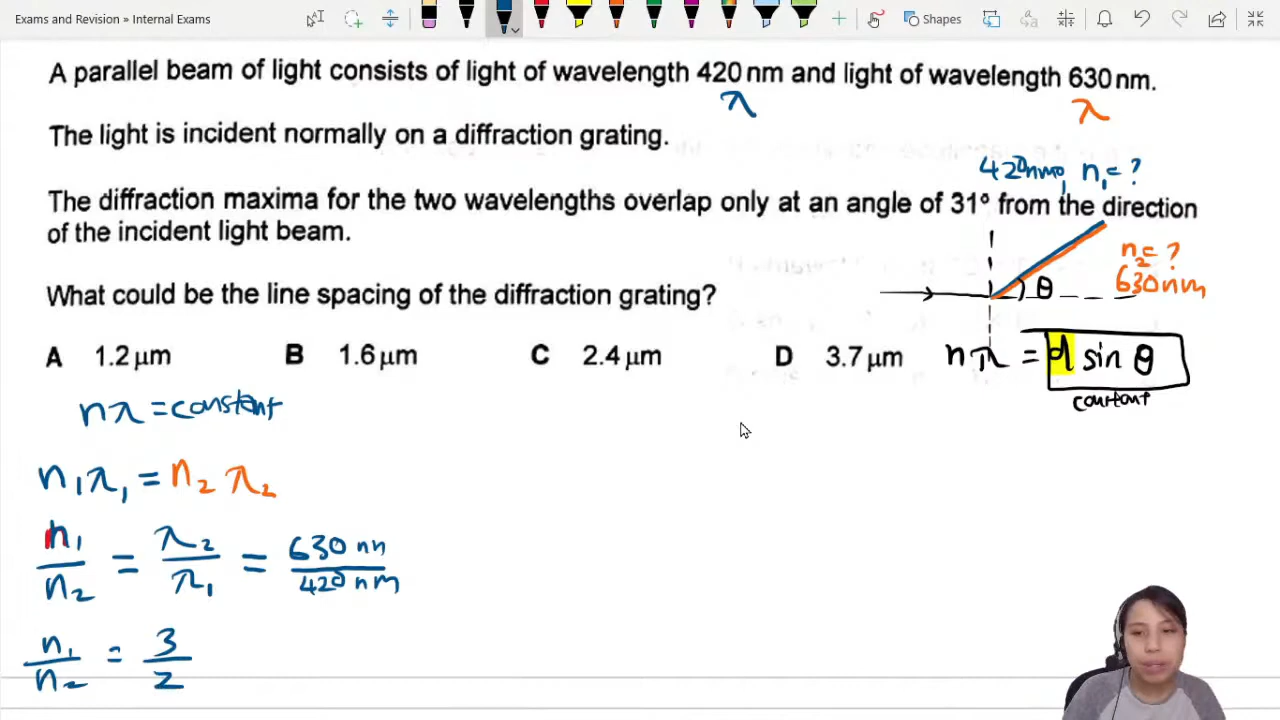 Exams and Revision » Internal Exams
Shapes
A parallel beam of light consists of light of wavelength 420 nm and light of wavelength 630 nm.
λ λ
The light is incident normally on a diffraction grating.
420nm, n₁ = ?
The diffraction maxima for the two wavelengths overlap only at an angle of 31° from the direction
of the incident light beam.
n₂ = ?
630nm
θ
What could be the line spacing of the diffraction grating?
A 1.2 μm B 1.6 μm C 2.4 μm D 3.7 μm
nλ = d sin θ
constant
nλ = constant
n₁λ₁ = n₂λ₂
n₁/n₂ = λ₂/λ₁ = 630 nm/420 nm
n₁/n₂ = 3/2